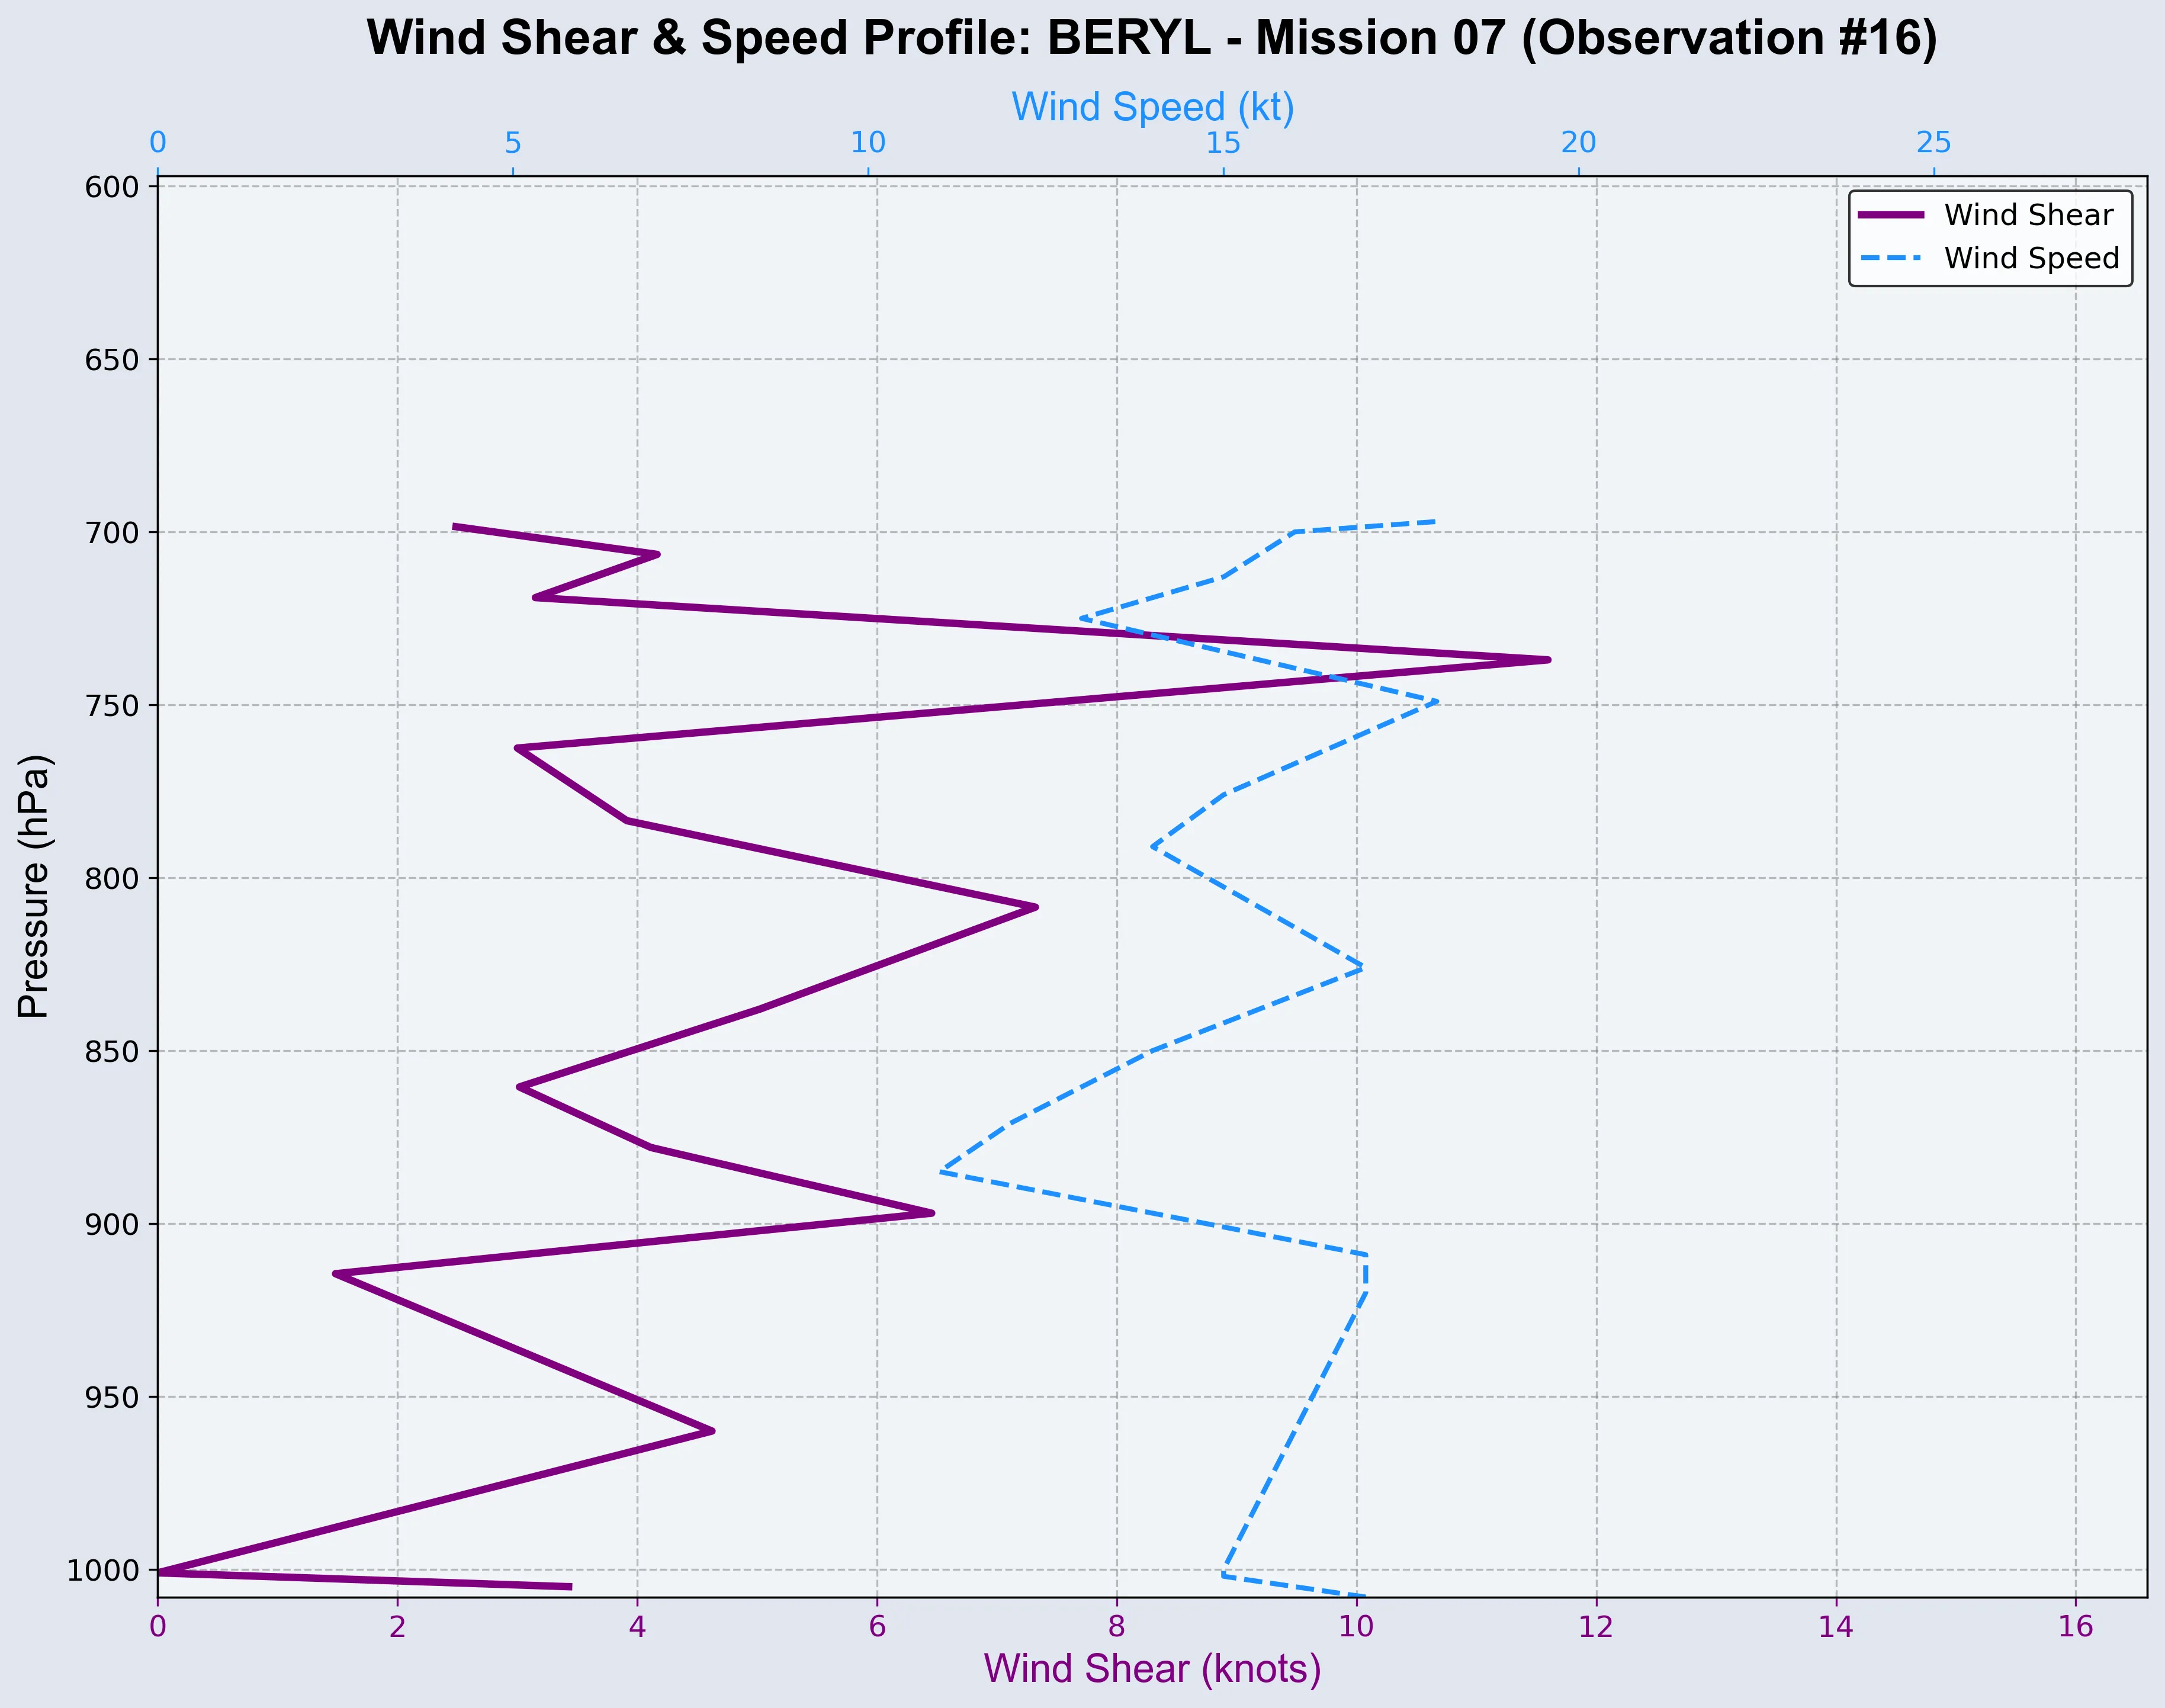 Wind Shear & Speed Profile: BERYL - Mission 07 (Observation #16)
Wind Speed (kt)
0 5 10 15 20 25
Wind Shear
Wind Speed
600
650
700
750
800
850
900
950
1000
Pressure (hPa)
0 2 4 6 8 10 12 14 16
Wind Shear (knots)